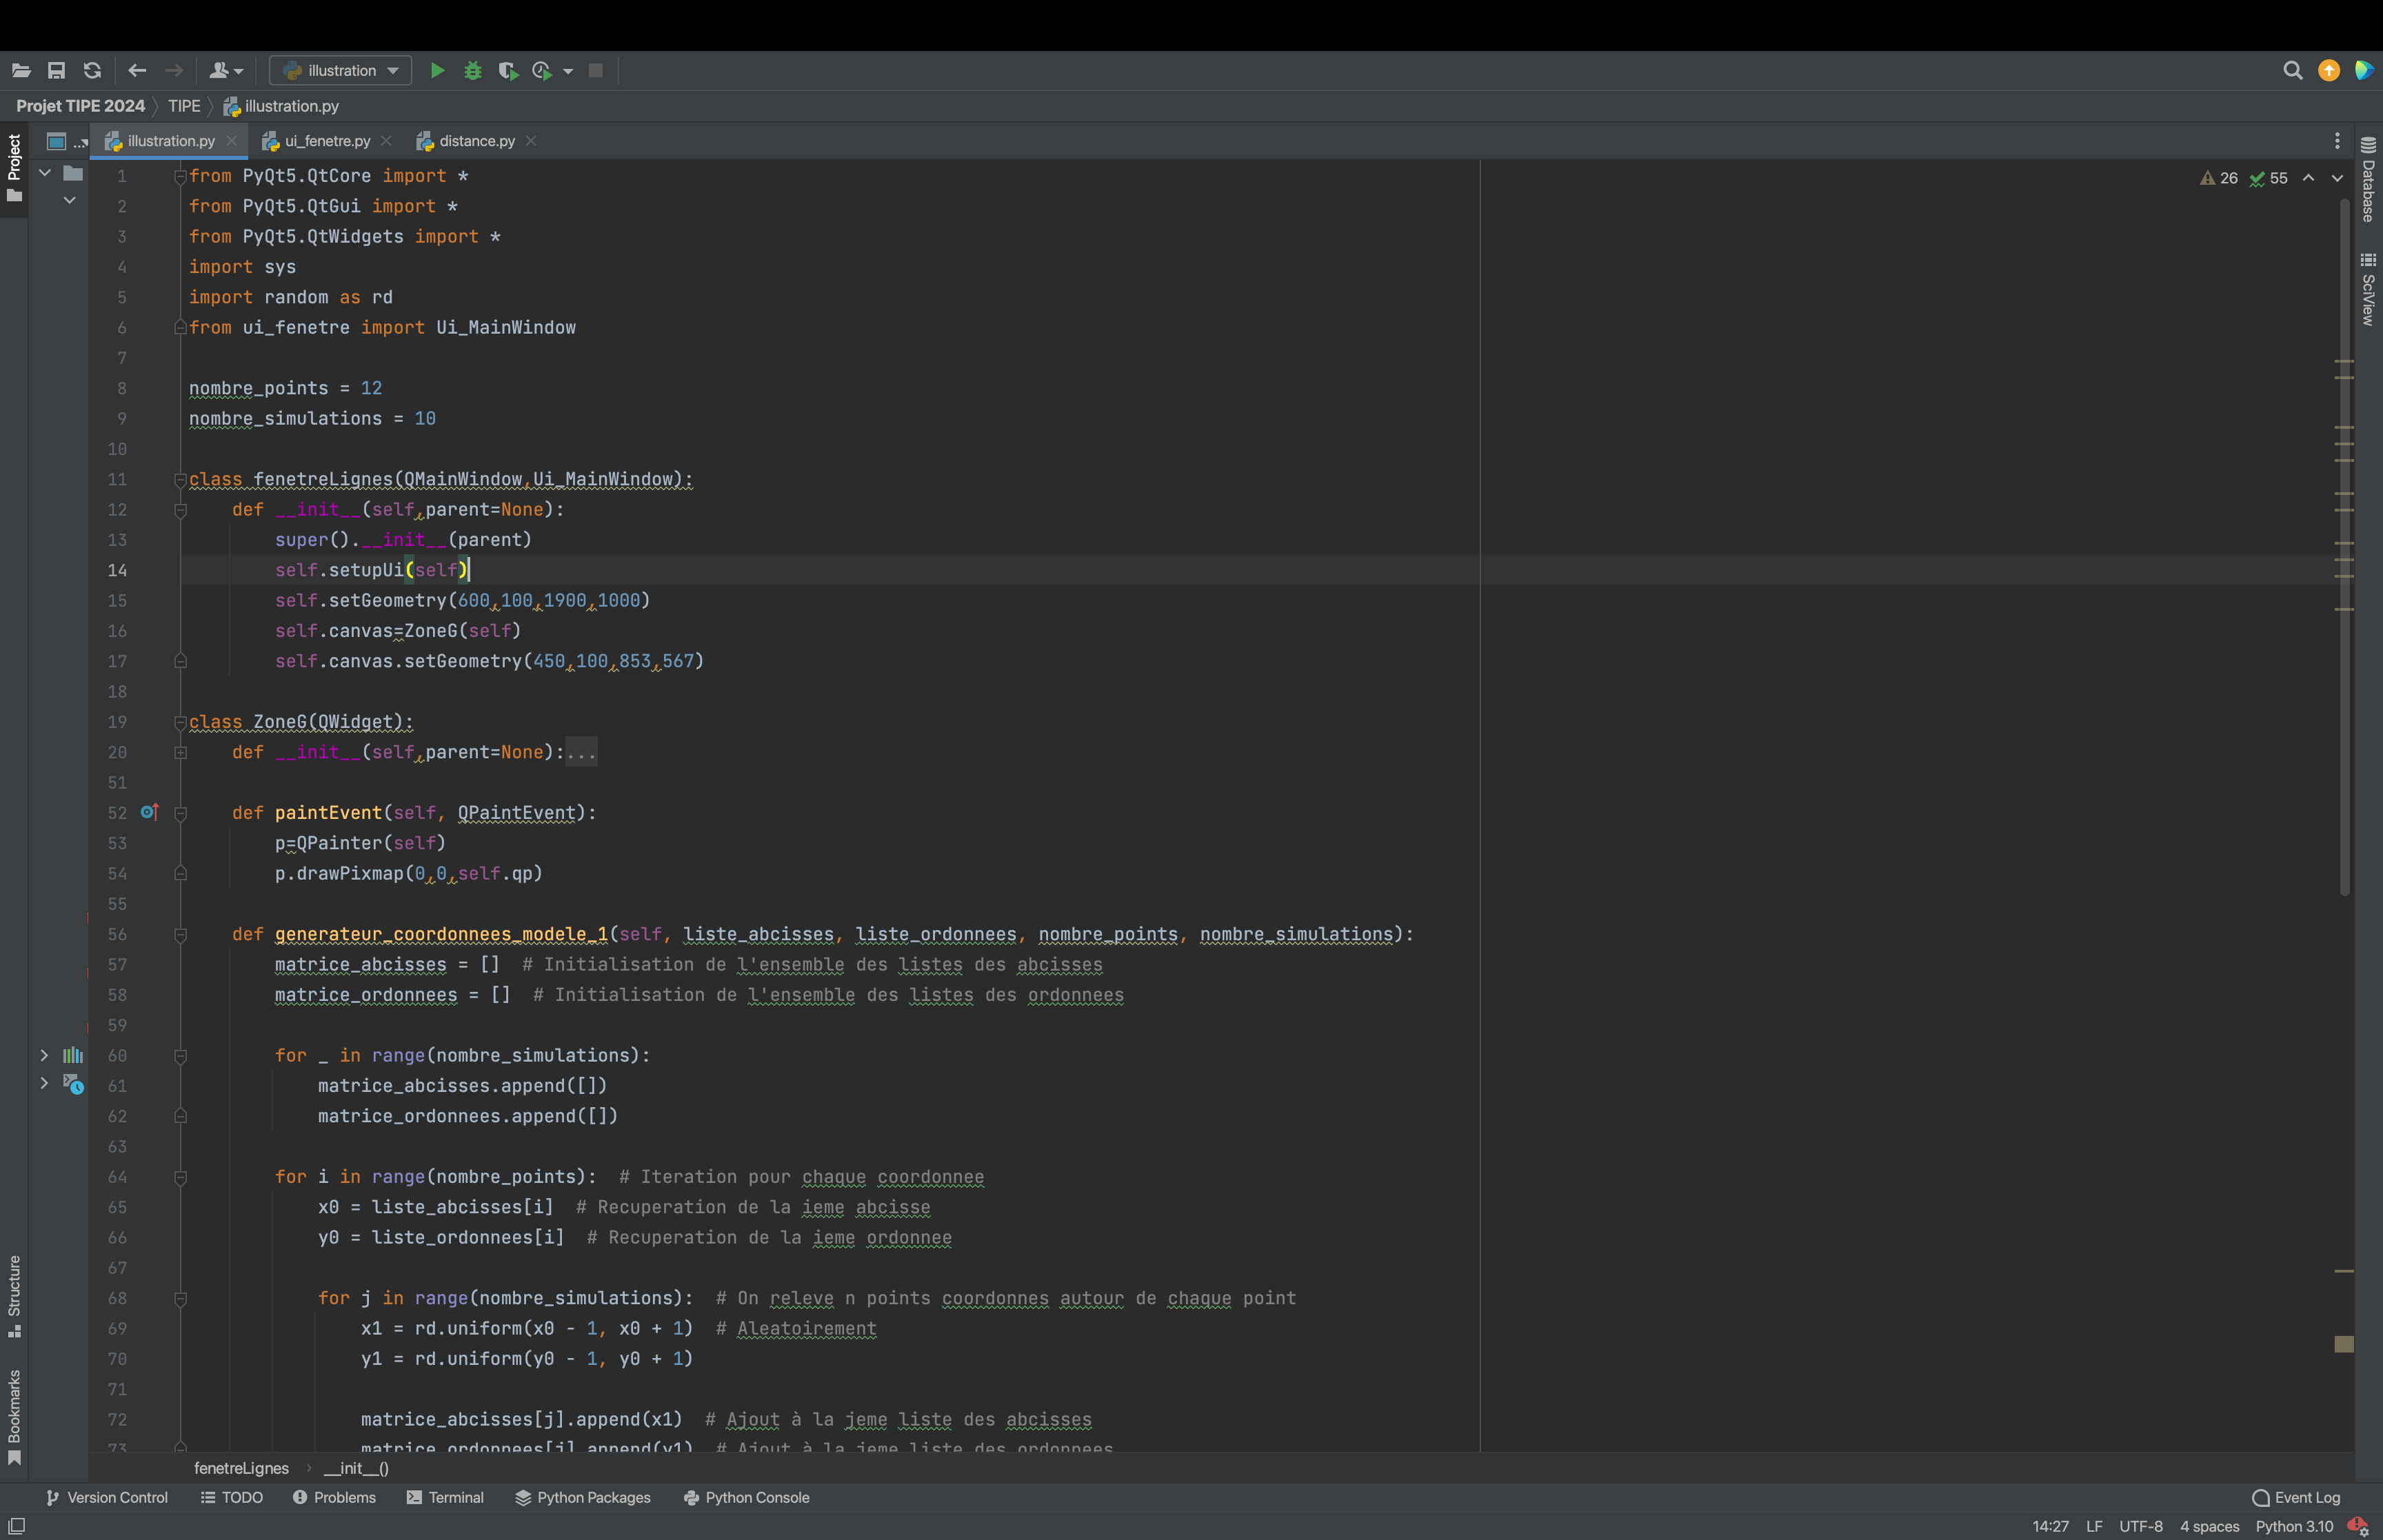 illustration
Projet TIPE 2024 TIPE illustration.py
Project
... illustration.py ui_fenetre.py distance.py
26 55
Database
SciView
1 from PyQt5.QtCore import *
2 from PyQt5.QtGui import *
3 from PyQt5.QtWidgets import *
4 import sys
5 import random as rd
6 from ui_fenetre import Ui_MainWindow
7
8 nombre_points = 12
9 nombre_simulations = 10
10
11 class fenetreLignes(QMainWindow,Ui_MainWindow):
12 def __init__(self,parent=None):
13 super().__init__(parent)
14 self.setupUi(self)
15 self.setGeometry(600,100,1900,1000)
16 self.canvas=ZoneG(self)
17 self.canvas.setGeometry(450,100,853,567)
18
19 class ZoneG(QWidget):
20 def __init__(self,parent=None):...
51
52 def paintEvent(self, QPaintEvent):
53 p=QPainter(self)
54 p.drawPixmap(0,0,self.qp)
55
56 def generateur_coordonnees_modele_1(self, liste_abcisses, liste_ordonnees, nombre_points, nombre_simulations):
57 matrice_abcisses = [] # Initialisation de l'ensemble des listes des abcisses
58 matrice_ordonnees = [] # Initialisation de l'ensemble des listes des ordonnees
59
60 for _ in range(nombre_simulations):
61 matrice_abcisses.append([])
62 matrice_ordonnees.append([])
63
64 for i in range(nombre_points): # Iteration pour chaque coordonnee
65 x0 = liste_abcisses[i] # Recuperation de la ieme abcisse
66 y0 = liste_ordonnees[i] # Recuperation de la ieme ordonnee
67
68 for j in range(nombre_simulations): # On releve n points coordonnes autour de chaque point
69 x1 = rd.uniform(x0 - 1, x0 + 1) # Aleatoirement
70 y1 = rd.uniform(y0 - 1, y0 + 1)
71
72 matrice_abcisses[j].append(x1) # Ajout à la jeme liste des abcisses
73 matrice_ordonnees[j].append(y1) # Ajout à la jeme liste des ordonnees
Structure
Bookmarks
fenetreLignes __init__()
Version Control TODO Problems Terminal Python Packages Python Console Event Log
14:27 LF UTF-8 4 spaces Python 3.10